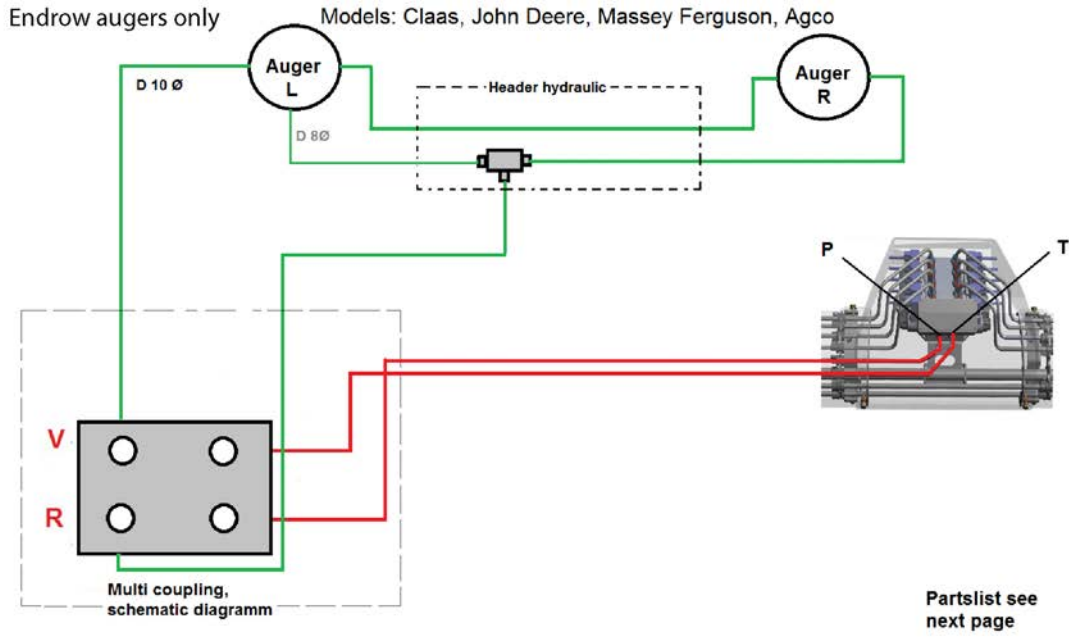 Endrow augers only
Models: Claas, John Deere, Massey Ferguson, Agco
Auger
L
Auger
R
D 10 Ø
Header hydraulic
D 8Ø
P
T
V
R
Multi coupling,
schematic diagramm
Partslist see
next page